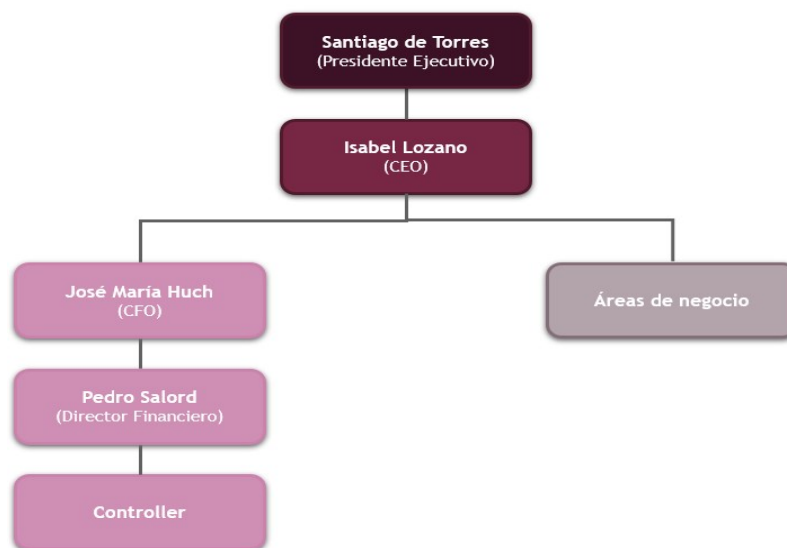 Santiago de Torres
(Presidente Ejecutivo)
Isabel Lozano
(CEO)
José María Huch
(CFO)
Áreas de negocio
Pedro Salord
(Director Financiero)
Controller